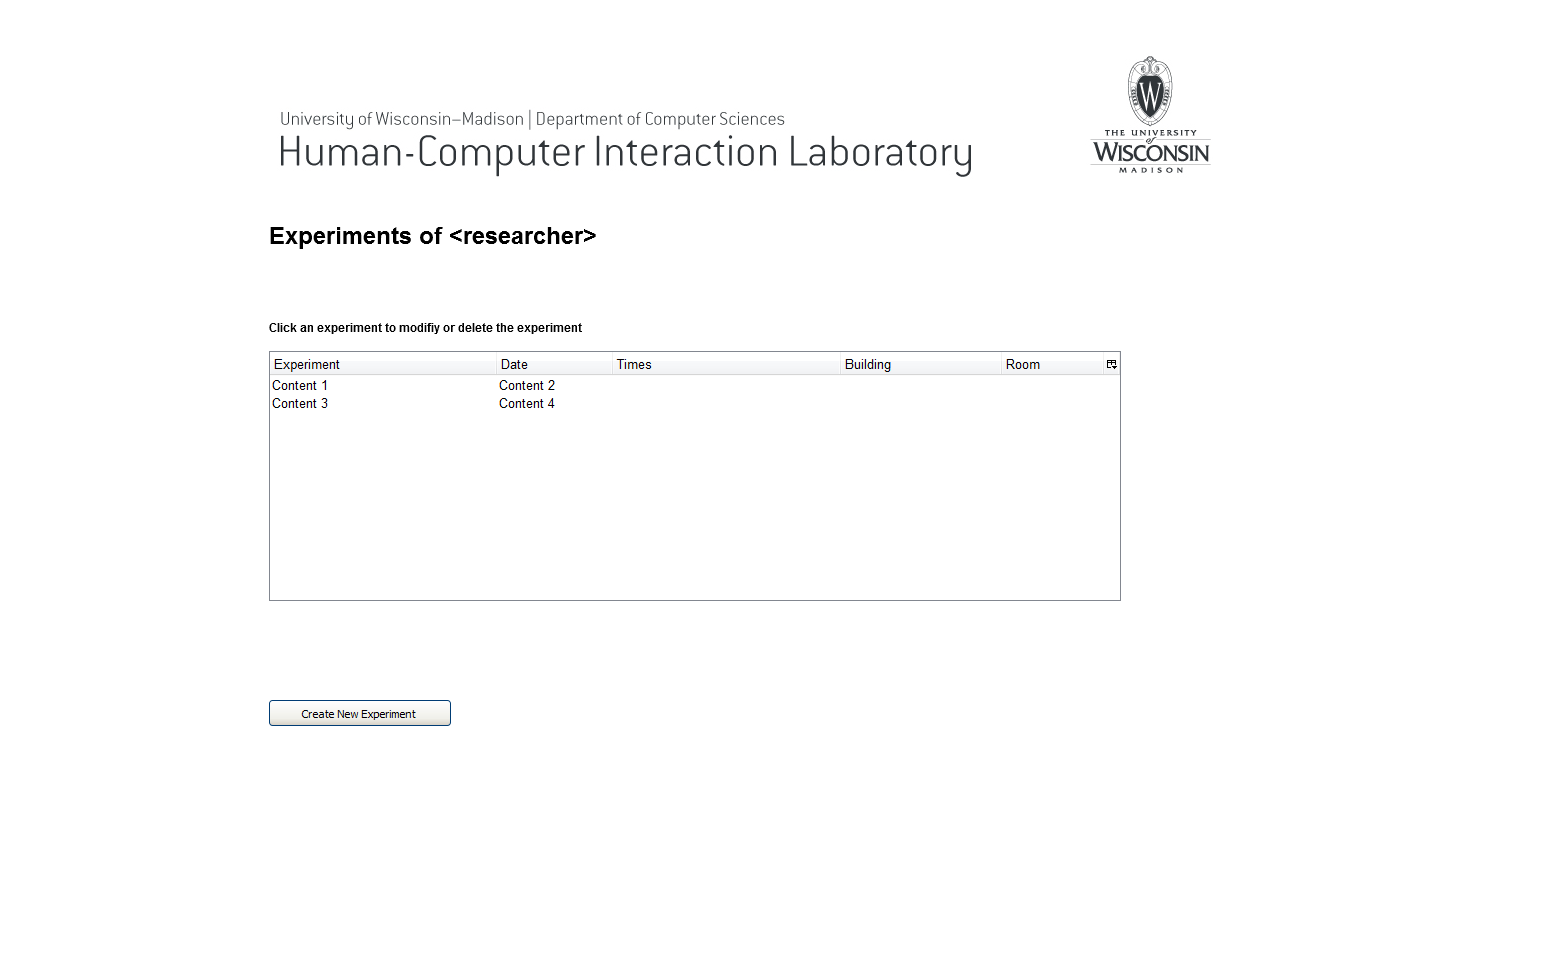 University of Wisconsin–Madison | Department of Computer Sciences
Human-Computer Interaction Laboratory
W
THE UNIVERSITY
of
WISCONSIN
MADISON
Experiments of <researcher>
Click an experiment to modifiy or delete the experiment
Experiment Date Times Building Room
Content 1 Content 2
Content 3 Content 4
Create New Experiment